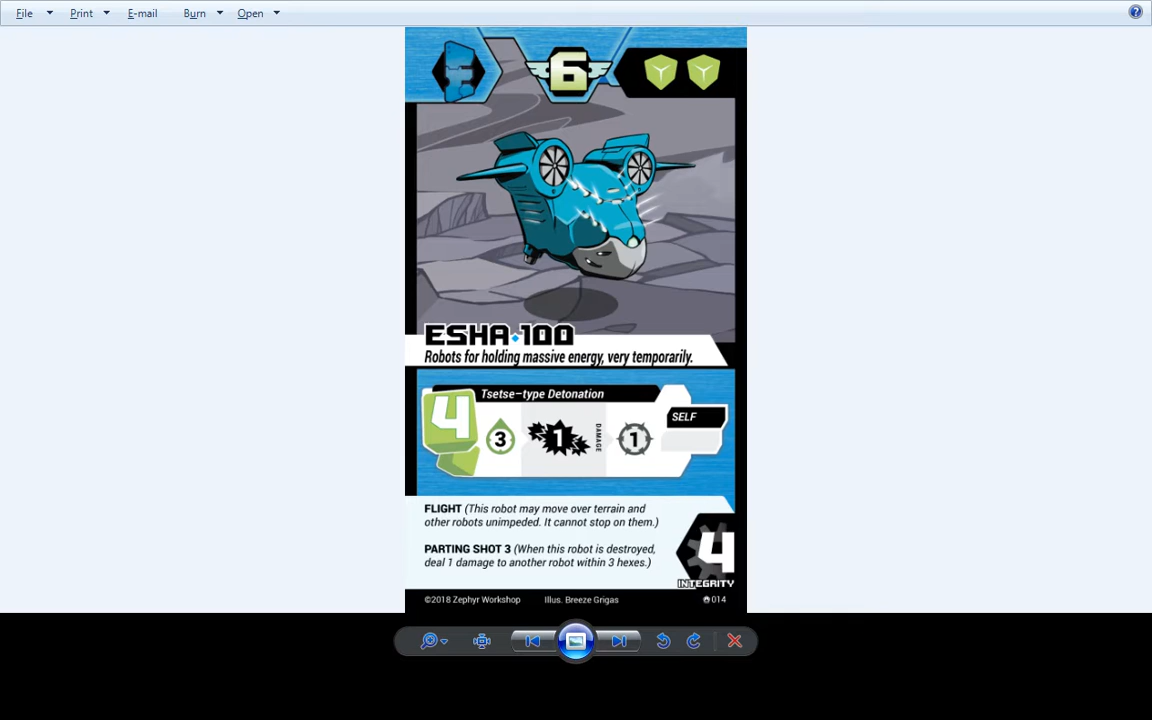 File Print E-mail Burn Open
6
ESHA·100
Robots for holding massive energy, very temporarily.
Tsetse-type Detonation
4
3
1
DAMAGE
1
SELF
FLIGHT (This robot may move over terrain and
other robots unimpeded. It cannot stop on them.)
PARTING SHOT 3 (When this robot is destroyed,
deal 1 damage to another robot within 3 hexes.)
4
INTEGRITY
©2018 Zephyr Workshop Illus. Breeze Grigas 014